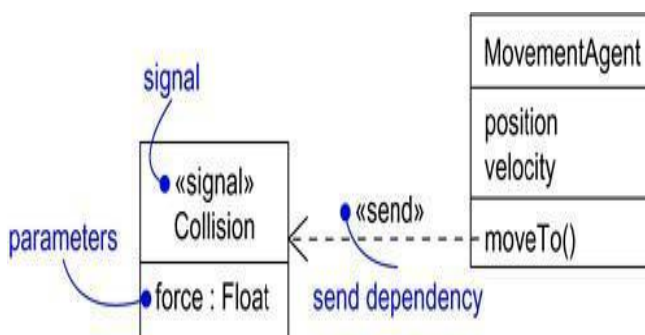 MovementAgent
signal
position
velocity
«signal»
Collision
«send»
parameters
moveTo()
force : Float
send dependency